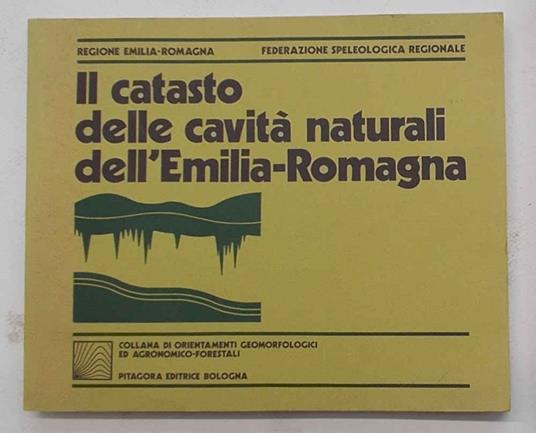 REGIONE EMILIA-ROMAGNA FEDERAZIONE SPELEOLOGICA REGIONALE
Il catasto
delle cavità naturali
dell'Emilia-Romagna
COLLANA DI ORIENTAMENTI GEOMORFOLOGICI
ED AGRONOMICO-FORESTALI
PITAGORA EDITRICE BOLOGNA